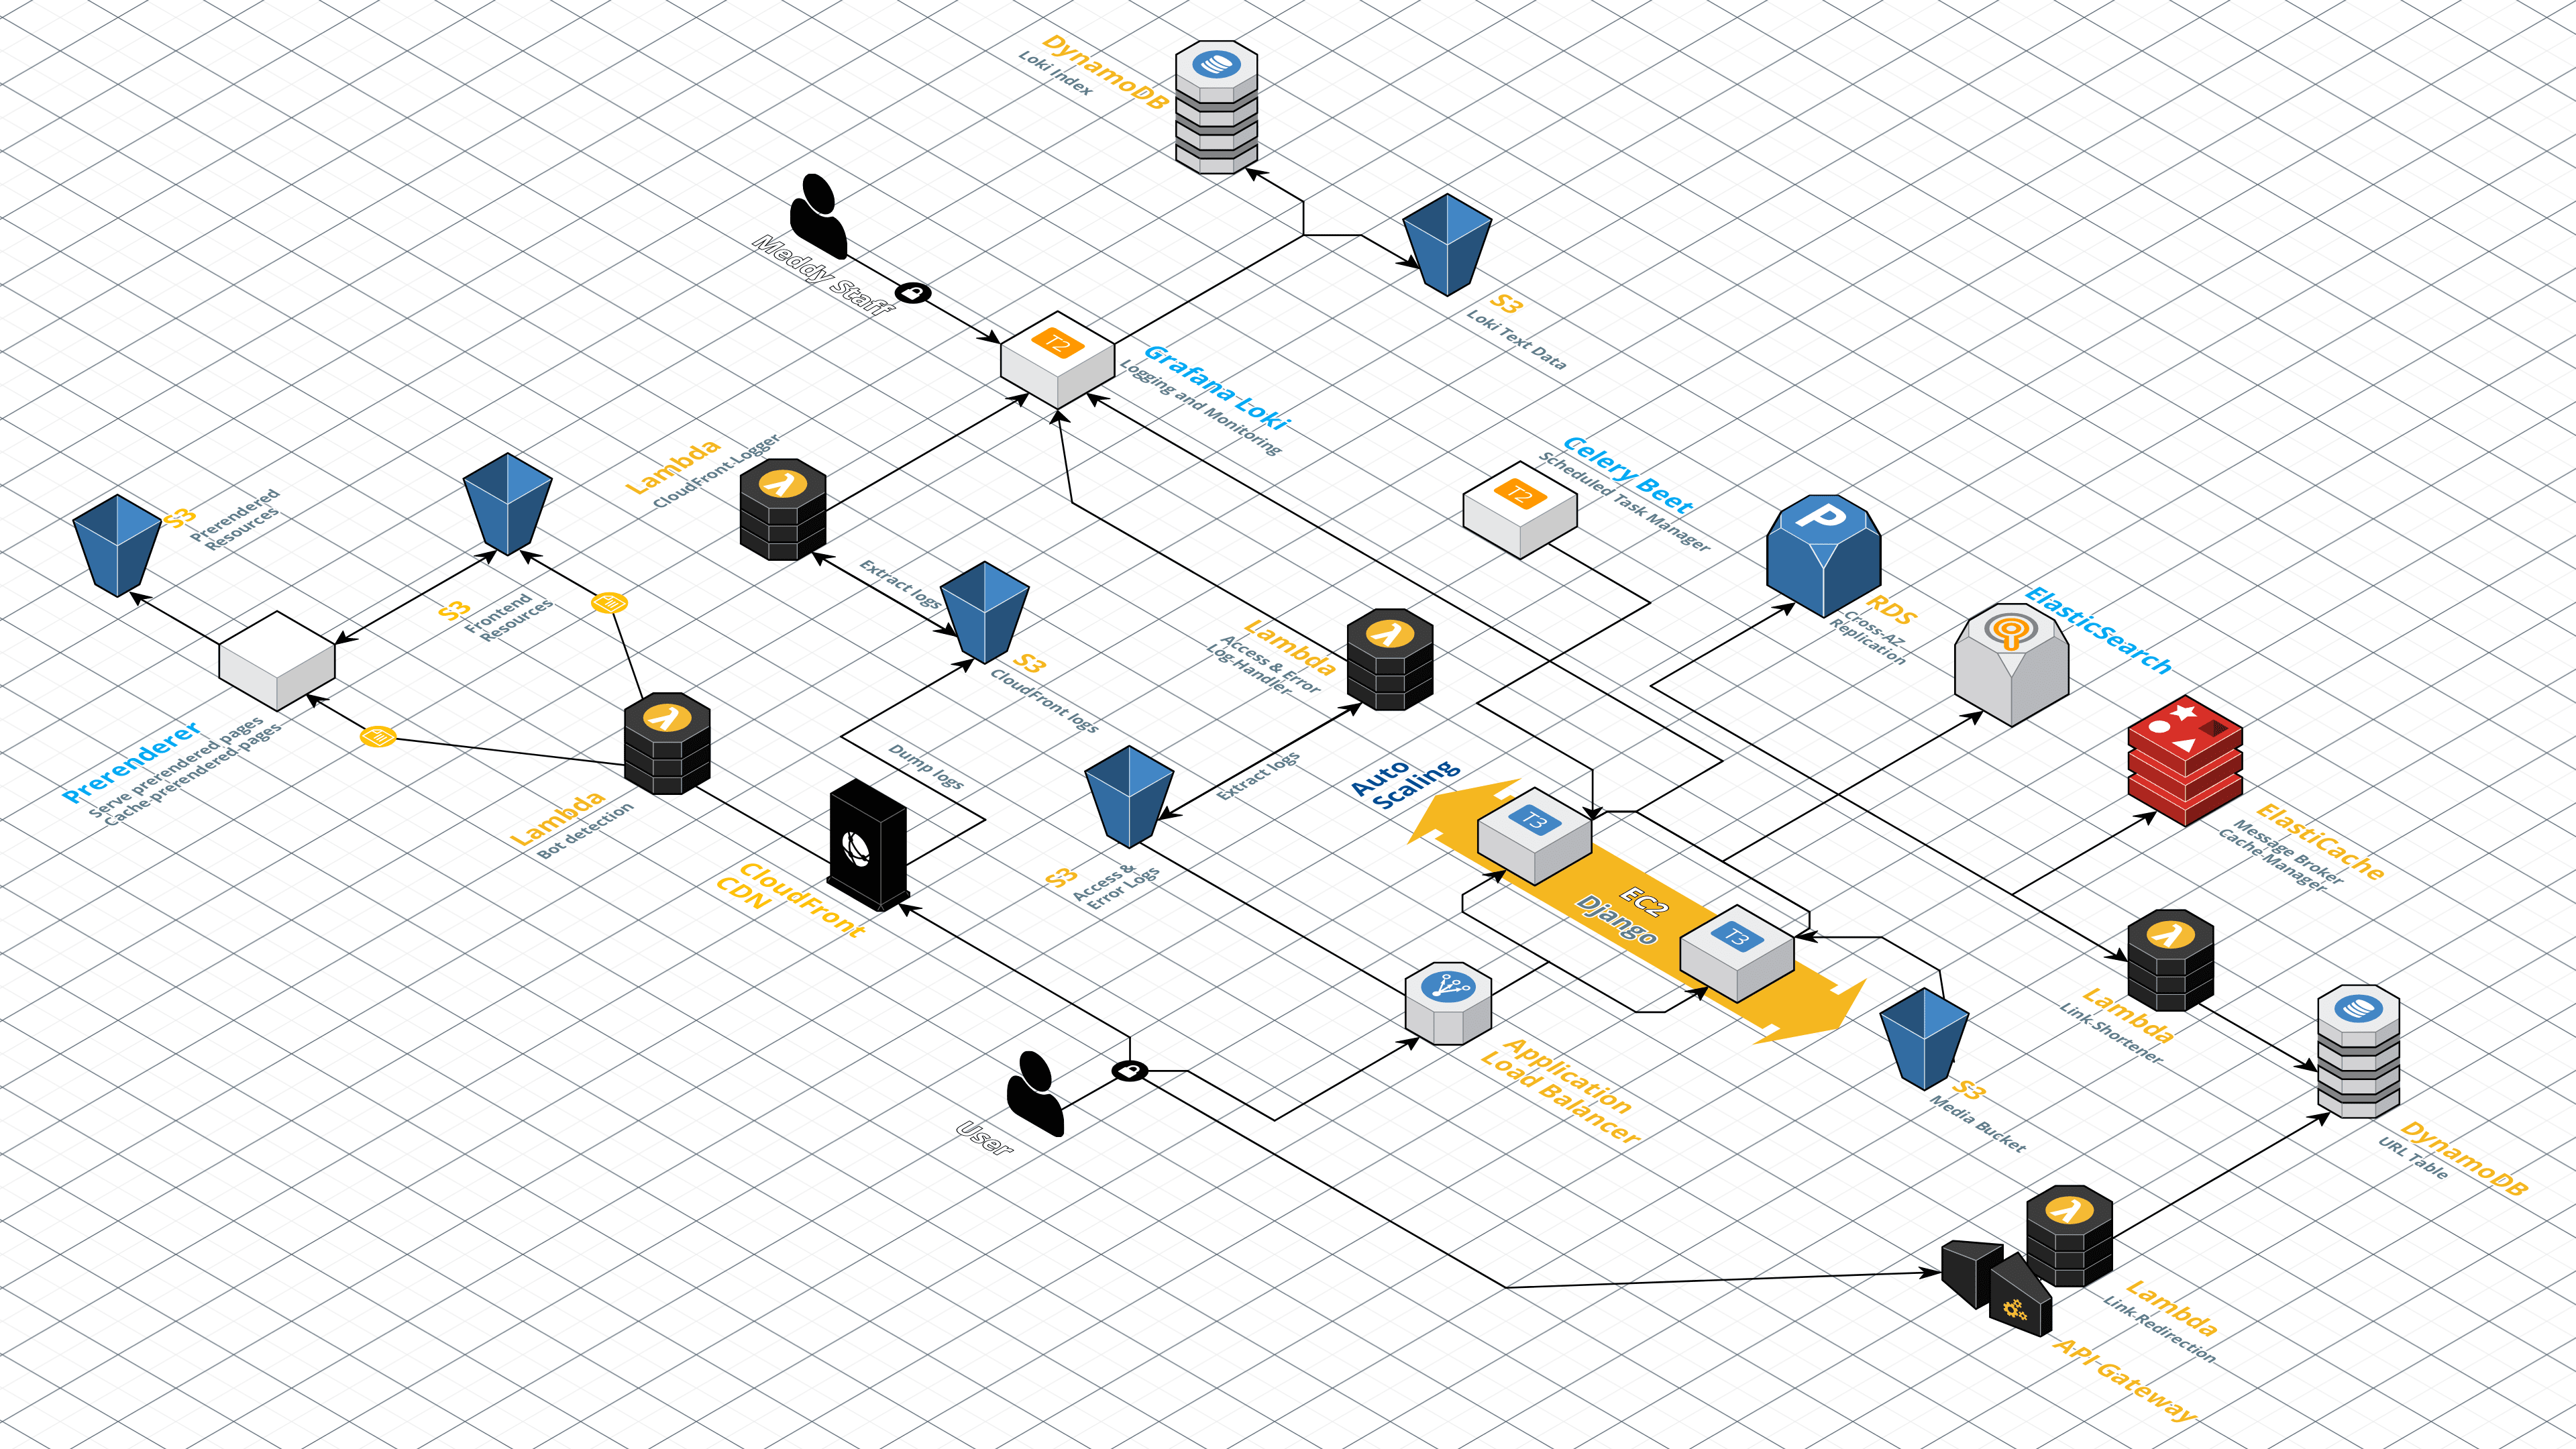 DynamoDB
Loki Index
Meddy Staff
S3
Loki Text Data
T2
Grafana Loki
Logging and Monitoring
Lambda
CloudFront-Logger
Celery Beet
Scheduled Task Manager
T2
P
S3
Prerendered
Resources
S3
Frontend
Resources
Extract logs
S3
CloudFront logs
Lambda
Access & Error
Log-Handler
RDS
Cross-AZ
Replication
ElasticSearch
Prerenderer
Serve prerendered pages
Cache-prerendered-pages
Lambda
Bot detection
Dump logs
Extract logs
Auto
Scaling
T3
EC2
Django
T3
ElastiCache
Message Broker
Cache-Manager
CloudFront
CDN
S3
Access &
Error Logs
Application
Load Balancer
Lambda
Link-Shortener
S3
Media Bucket
User
DynamoDB
URL Table
Lambda
Link-Redirection
API-Gateway